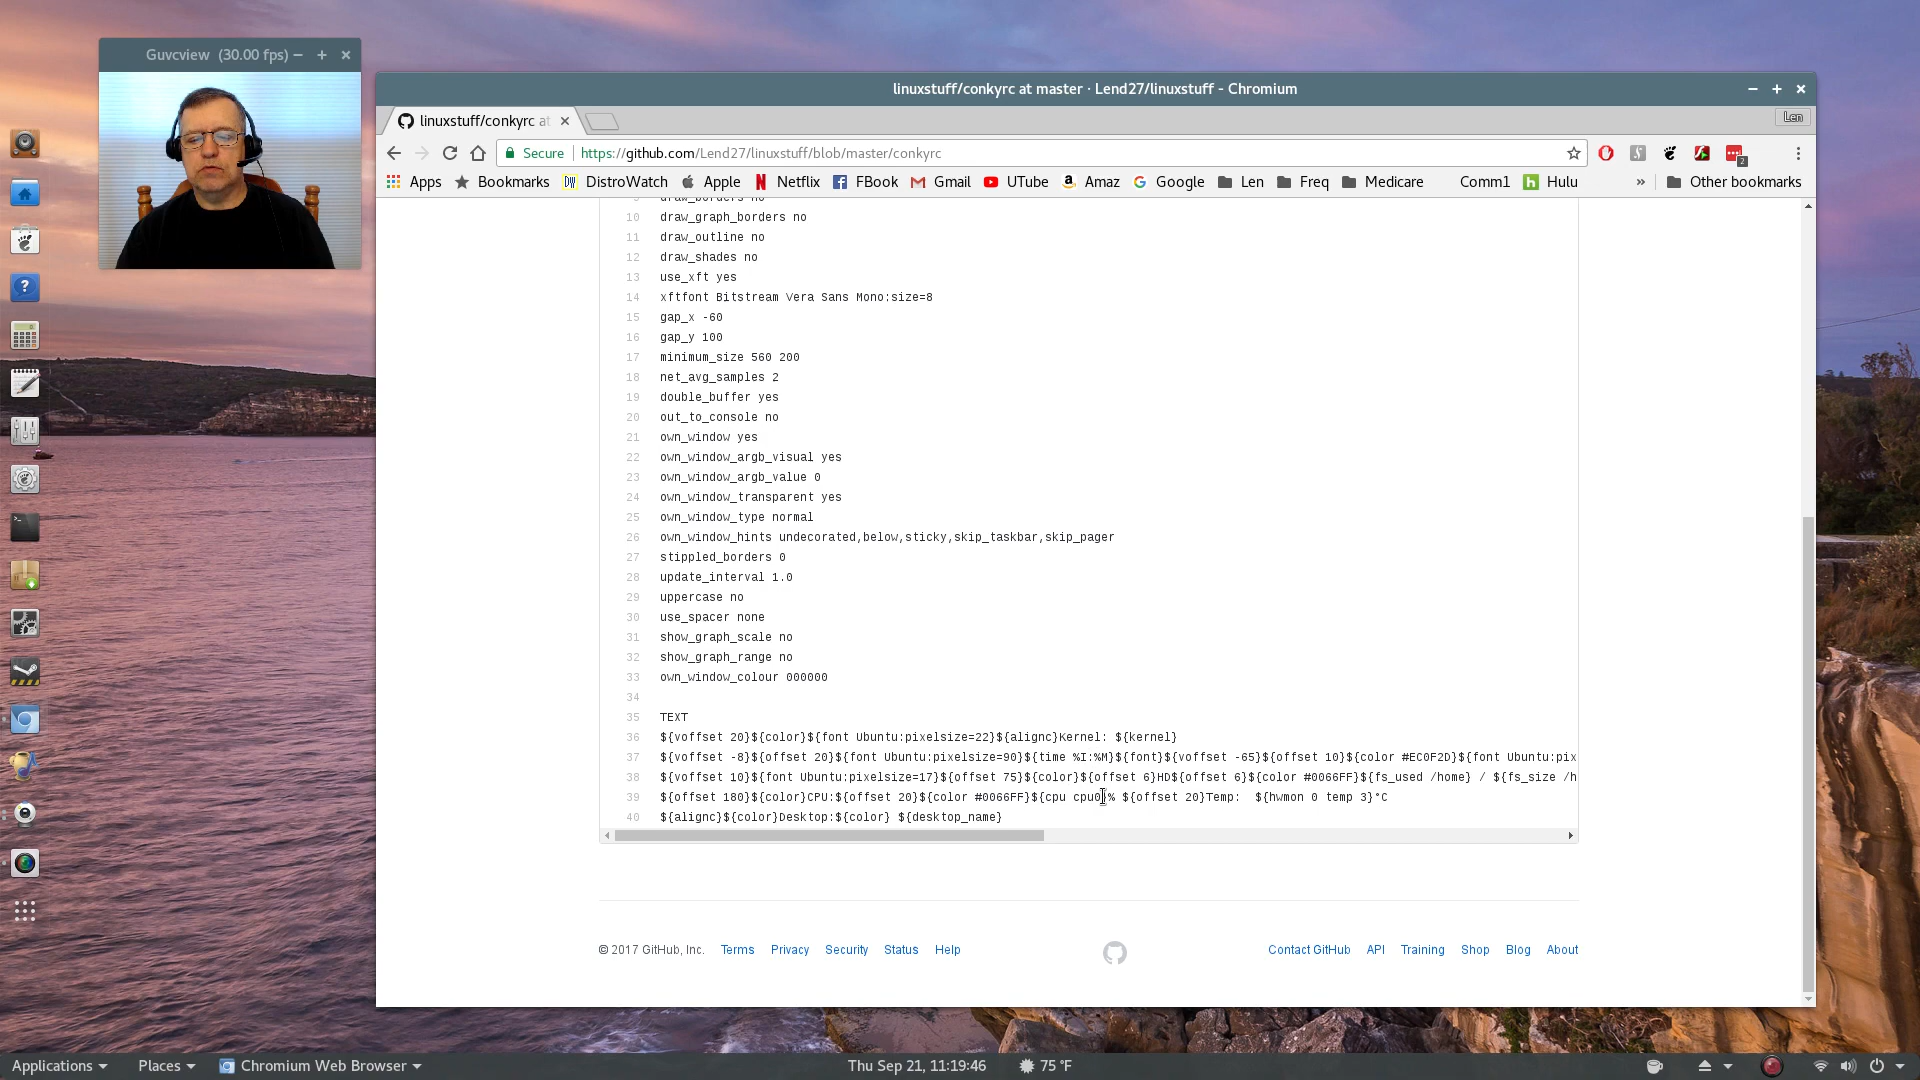 Guvcview (30.00 fps)
linuxstuff/conkyrc at master · Lend27/linuxstuff - Chromium
linuxstuff/conkyrc at
Len
Secure
https://github.com/Lend27/linuxstuff/blob/master/conkyrc
2
Apps Bookmarks DistroWatch Apple Netflix FBook Gmail UTube Amaz Google Len Freq Medicare Comm1 Hulu » Other bookmarks
9 draw_borders no
10 draw_graph_borders no
11 draw_outline no
12 draw_shades no
13 use_xft yes
14 xftfont Bitstream Vera Sans Mono:size=8
15 gap_x -60
16 gap_y 100
17 minimum_size 560 200
18 net_avg_samples 2
19 double_buffer yes
20 out_to_console no
21 own_window yes
22 own_window_argb_visual yes
23 own_window_argb_value 0
24 own_window_transparent yes
25 own_window_type normal
26 own_window_hints undecorated,below,sticky,skip_taskbar,skip_pager
27 stippled_borders 0
28 update_interval 1.0
29 uppercase no
30 use_spacer none
31 show_graph_scale no
32 show_graph_range no
33 own_window_colour 000000
34
35 TEXT
36 ${voffset 20}${color}${font Ubuntu:pixelsize=22}${alignc}Kernel: ${kernel}
37 ${voffset -8}${offset 20}${font Ubuntu:pixelsize=90}${time %I:%M}${font}${voffset -65}${offset 10}${color #EC0F2D}${font Ubuntu:pix
38 ${voffset 10}${font Ubuntu:pixelsize=17}${offset 75}${color}${offset 6}HD${offset 6}${color #0066FF}${fs_used /home} / ${fs_size /h
39 ${offset 180}${color}CPU:${offset 20}${color #0066FF}${cpu cpu0}% ${offset 20}Temp:  ${hwmon 0 temp 3}°C
40 ${alignc}${color}Desktop:${color} ${desktop_name}
© 2017 GitHub, Inc. Terms Privacy Security Status Help
Contact GitHub API Training Shop Blog About
Applications Places Chromium Web Browser Thu Sep 21, 11:19:46 75 °F